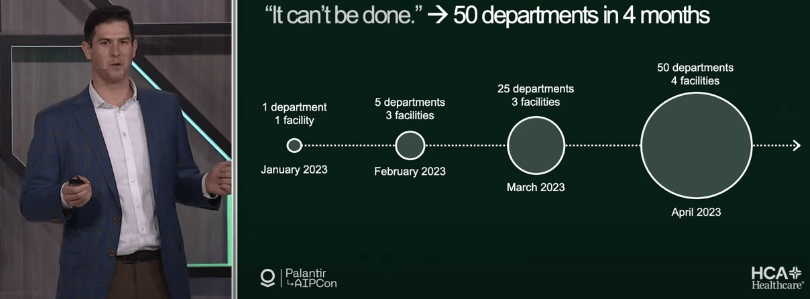 “It can’t be done.” → 50 departments in 4 months
1 department
1 facility
January 2023
5 departments
3 facilities
February 2023
25 departments
3 facilities
March 2023
50 departments
4 facilities
April 2023
Palantir
↳AIPCon
HCA
Healthcare